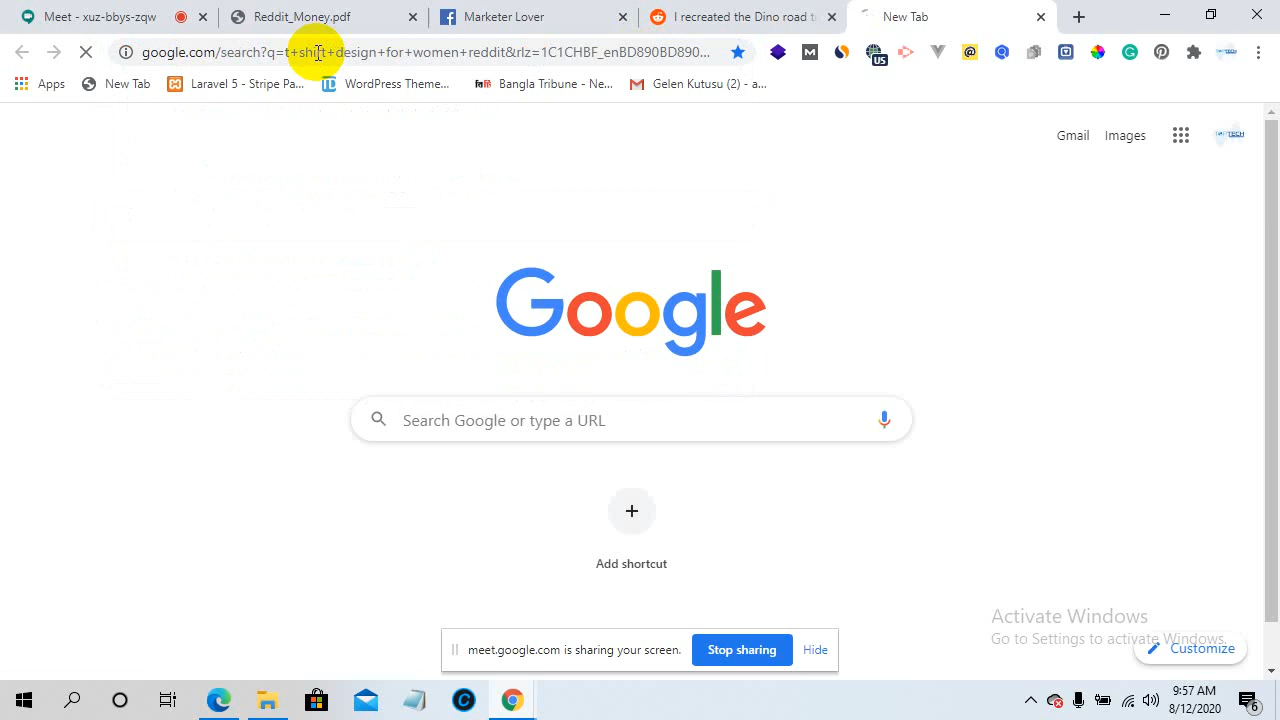 Meet - xuz-bbys-zqw
Reddit_Money.pdf
Marketer Lover
I recreated the Dino road t
New Tab
google.com/search?q=t+shirt+design+for+women+reddit&rlz=1C1CHBF_enBD890BD890...
US
Apps
New Tab
Laravel 5 - Stripe Pa...
WordPress Theme...
Bangla Tribune - Ne...
Gelen Kutusu (2) - a...
Gmail
Images
Google
Search Google or type a URL
Add shortcut
Activate Windows
Go to Settings to activate Windows.
Customize
meet.google.com is sharing your screen.
Stop sharing
Hide
9:57 AM
8/12/2020
6